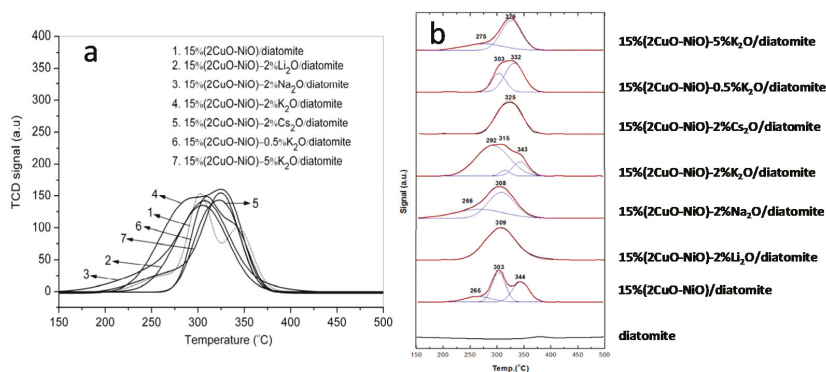 a
1. 15%(2CuO-NiO)/diatomite
2. 15%(2CuO-NiO)-2%Li₂O/diatomite
3. 15%(2CuO-NiO)-2%Na₂O/diatomite
4. 15%(2CuO-NiO)-2%K₂O/diatomite
5. 15%(2CuO-NiO)-2%Cs₂O/diatomite
6. 15%(2CuO-NiO)-0.5%K₂O/diatomite
7. 15%(2CuO-NiO)-5%K₂O/diatomite
TCD signal (a.u)
400
350
300
250
200
150
100
50
0
4
1
6
7
2
3
5
150 200 250 300 350 400 450 500
Temperature (°C)
b
Signal (a.u.)
275 326
15%(2CuO-NiO)-5%K₂O/diatomite
303 332
15%(2CuO-NiO)-0.5%K₂O/diatomite
325
15%(2CuO-NiO)-2%Cs₂O/diatomite
292 315 343
15%(2CuO-NiO)-2%K₂O/diatomite
266 308
15%(2CuO-NiO)-2%Na₂O/diatomite
309
15%(2CuO-NiO)-2%Li₂O/diatomite
265 303 344
15%(2CuO-NiO)/diatomite
diatomite
150 200 250 300 350 400 450 500
Temp.(°C)